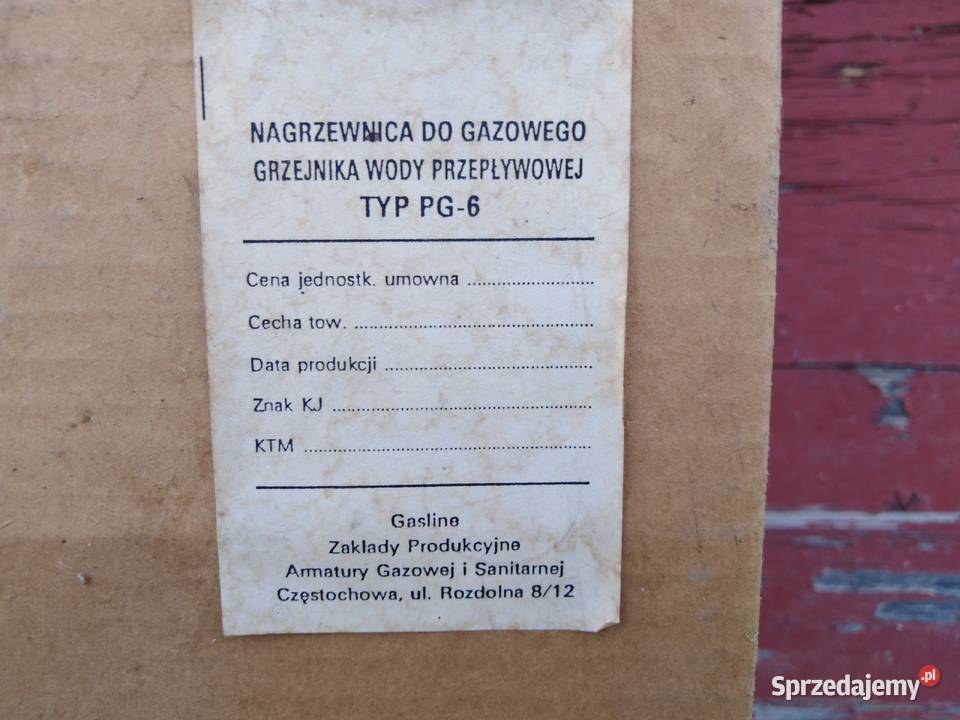 NAGRZEWNICA DO GAZOWEGO
GRZEJNIKA WODY PRZEPŁYWOWEJ
TYP PG-6
Cena jednostk. umowna ..........................
Cecha tow. ..................................................
Data produkcji ...........................................
Znak KJ ......................................................
KTM ............................................................
Gasline
Zaklady Produkcyjne
Armatury Gazowej i Sanitarnej
Częstochowa, ul. Rozdolna 8/12
Sprzedajemy.pl